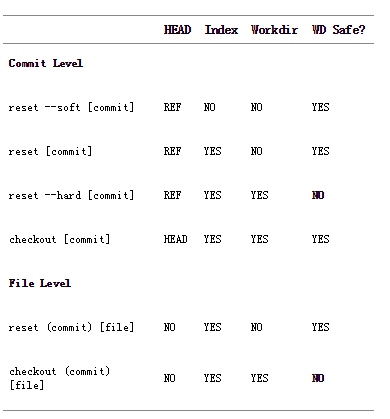 HEAD Index Workdir WD Safe?
Commit Level
reset --soft [commit] REF NO NO YES
reset [commit] REF YES NO YES
reset --hard [commit] REF YES YES NO
checkout [commit] HEAD YES YES YES
File Level
reset (commit) [file] NO YES NO YES
checkout (commit)
[file] NO YES YES NO